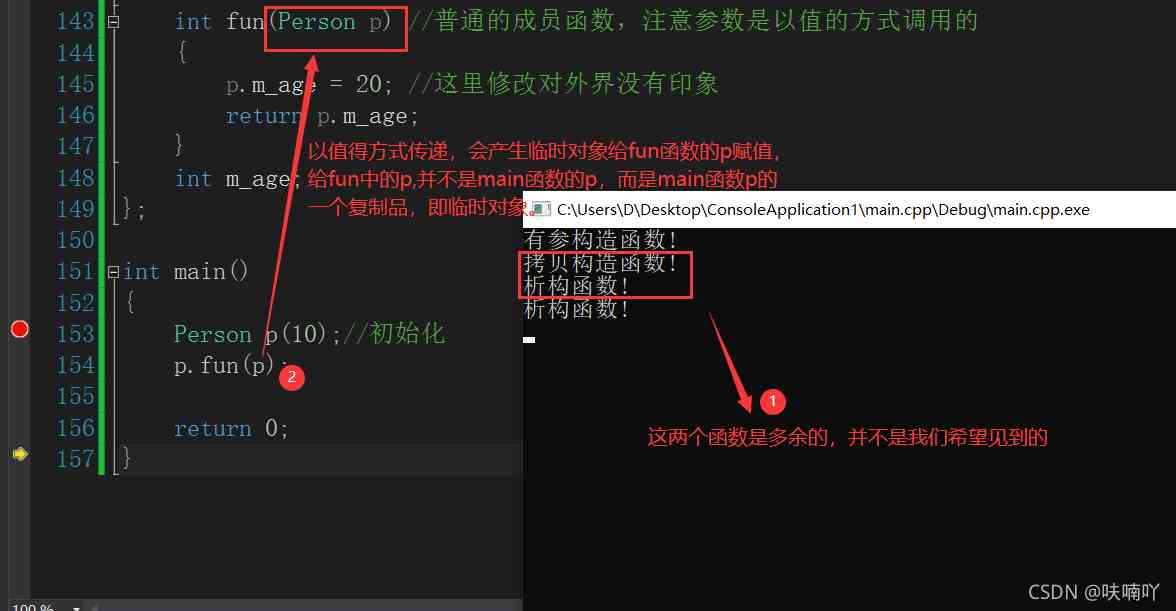 143 int fun(Person p) //普通的成员函数，注意参数是以值的方式调用的
144 {
145 p.m_age = 20; //这里修改对外界没有印象
146 return p.m_age;
147 }
以值得方式传递，会产生临时对象给fun函数的p赋值，
148 int m_age;
给fun中的p,并不是main函数的p，而是main函数p的
149 };
一个复制品，即临时对象。
C:\Users\D\Desktop\ConsoleApplication1\main.cpp\Debug\main.cpp.exe
有参构造函数!
拷贝构造函数!
析构函数!
析构函数!
150
151 int main()
152 {
153 Person p(10);//初始化
154 p.fun(p);
2
155
1
156 return 0;
这两个函数是多余的，并不是我们希望见到的
157 }
100 %
CSDN @呋喃吖